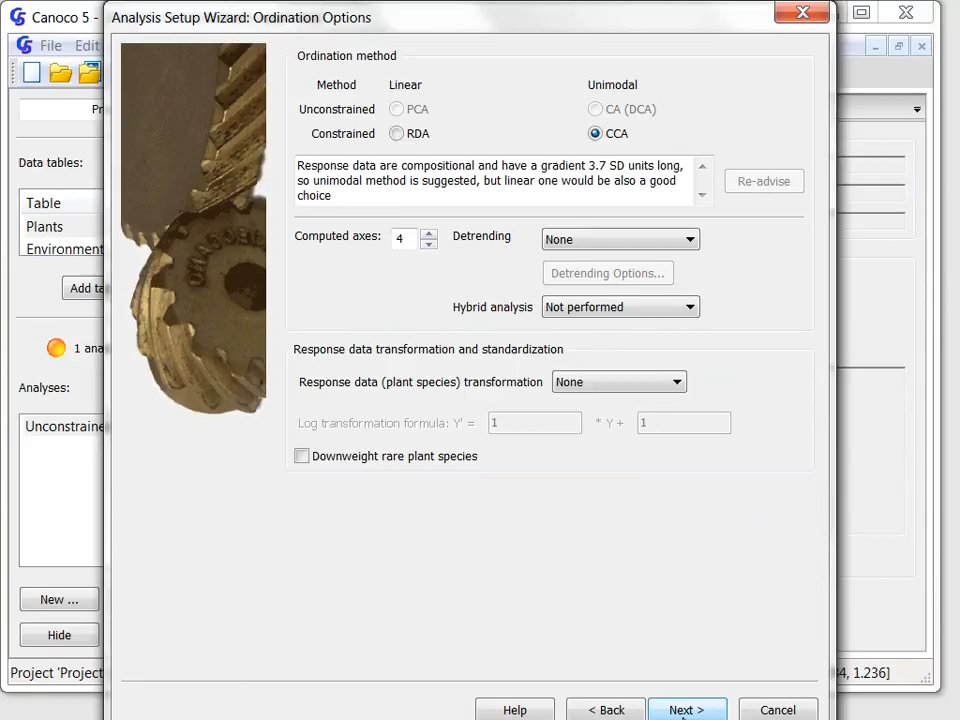 Canoco 5 -
Analysis Setup Wizard: Ordination Options
File Edit
Pr
Data tables:
Table
Plants
Environment
Add ta
1 ana
Analyses:
Unconstraine
New ...
Hide
Project 'Project
Ordination method
Method Linear Unimodal
Unconstrained PCA CA (DCA)
Constrained RDA CCA
Response data are compositional and have a gradient 3.7 SD units long,
so unimodal method is suggested, but linear one would be also a good
choice
Re-advise
Computed axes: 4 Detrending None
Detrending Options...
Hybrid analysis Not performed
Response data transformation and standardization
Response data (plant species) transformation None
Log transformation formula: Y' = 1 * Y + 1
Downweight rare plant species
Help < Back Next > Cancel
4, 1.236]